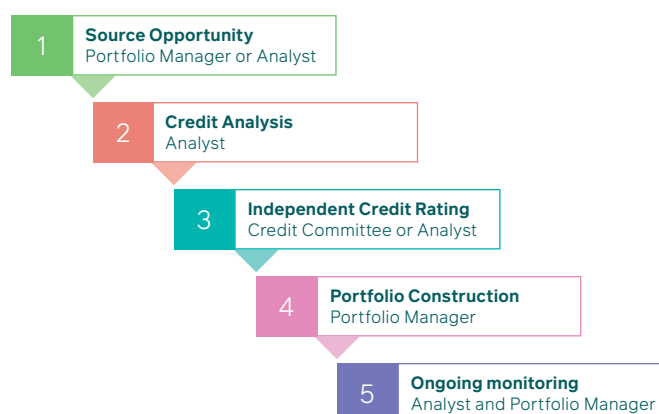 1
Source Opportunity
Portfolio Manager or Analyst
2
Credit Analysis
Analyst
3
Independent Credit Rating
Credit Committee or Analyst
4
Portfolio Construction
Portfolio Manager
5
Ongoing monitoring
Analyst and Portfolio Manager